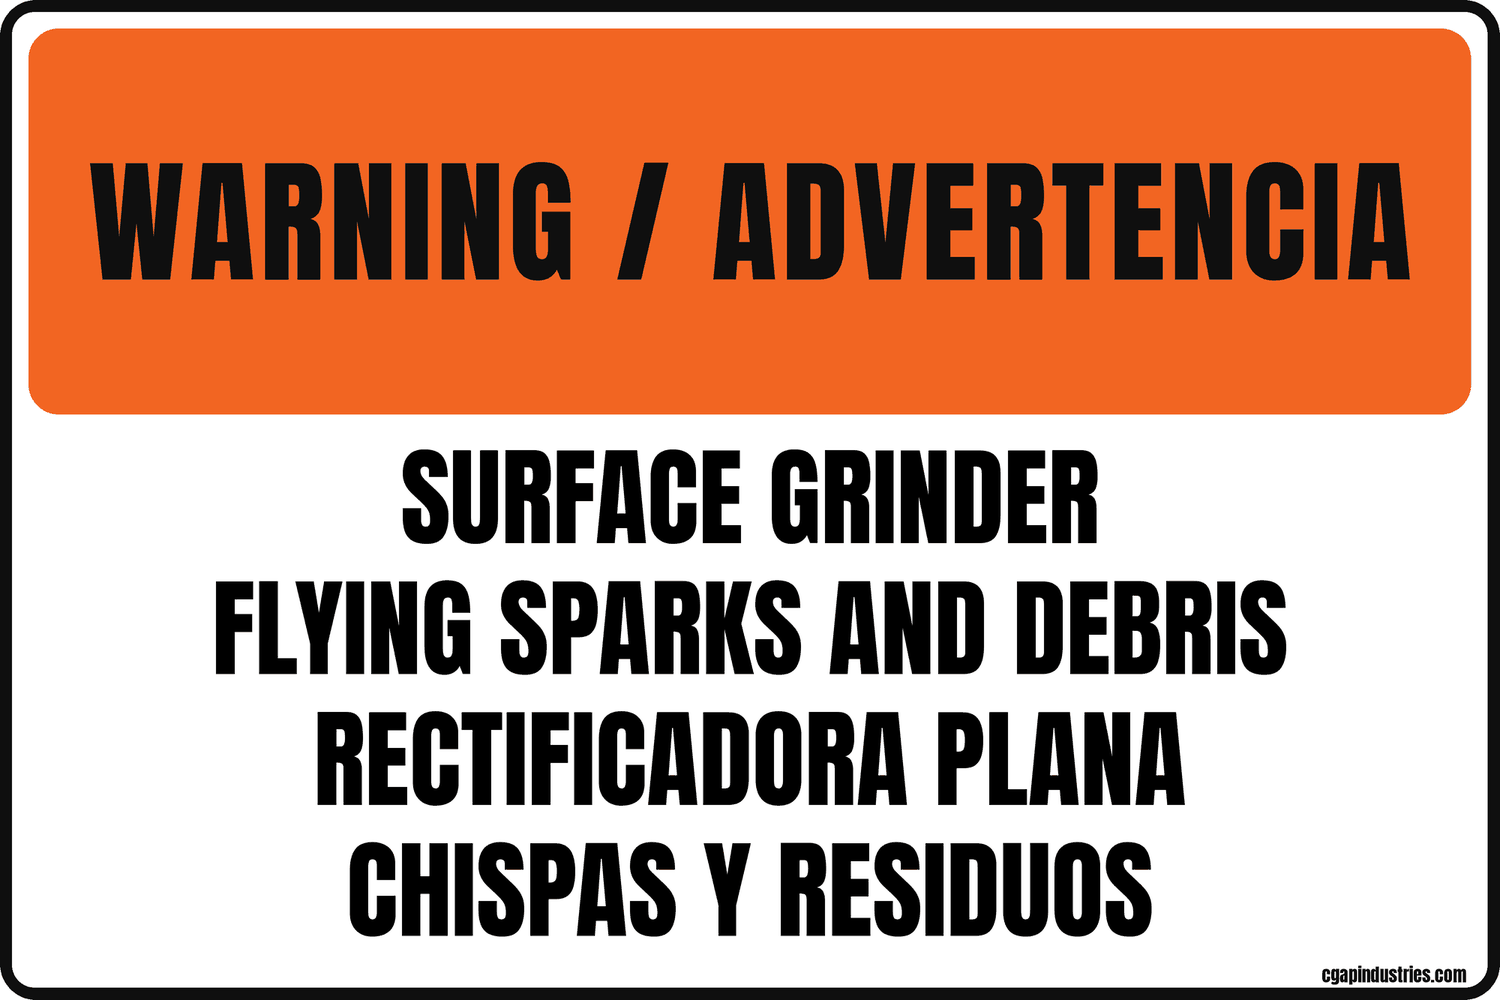 WARNING / ADVERTENCIA
SURFACE GRINDER
FLYING SPARKS AND DEBRIS
RECTIFICADORA PLANA
CHISPAS Y RESIDUOS
cgapindustries.com